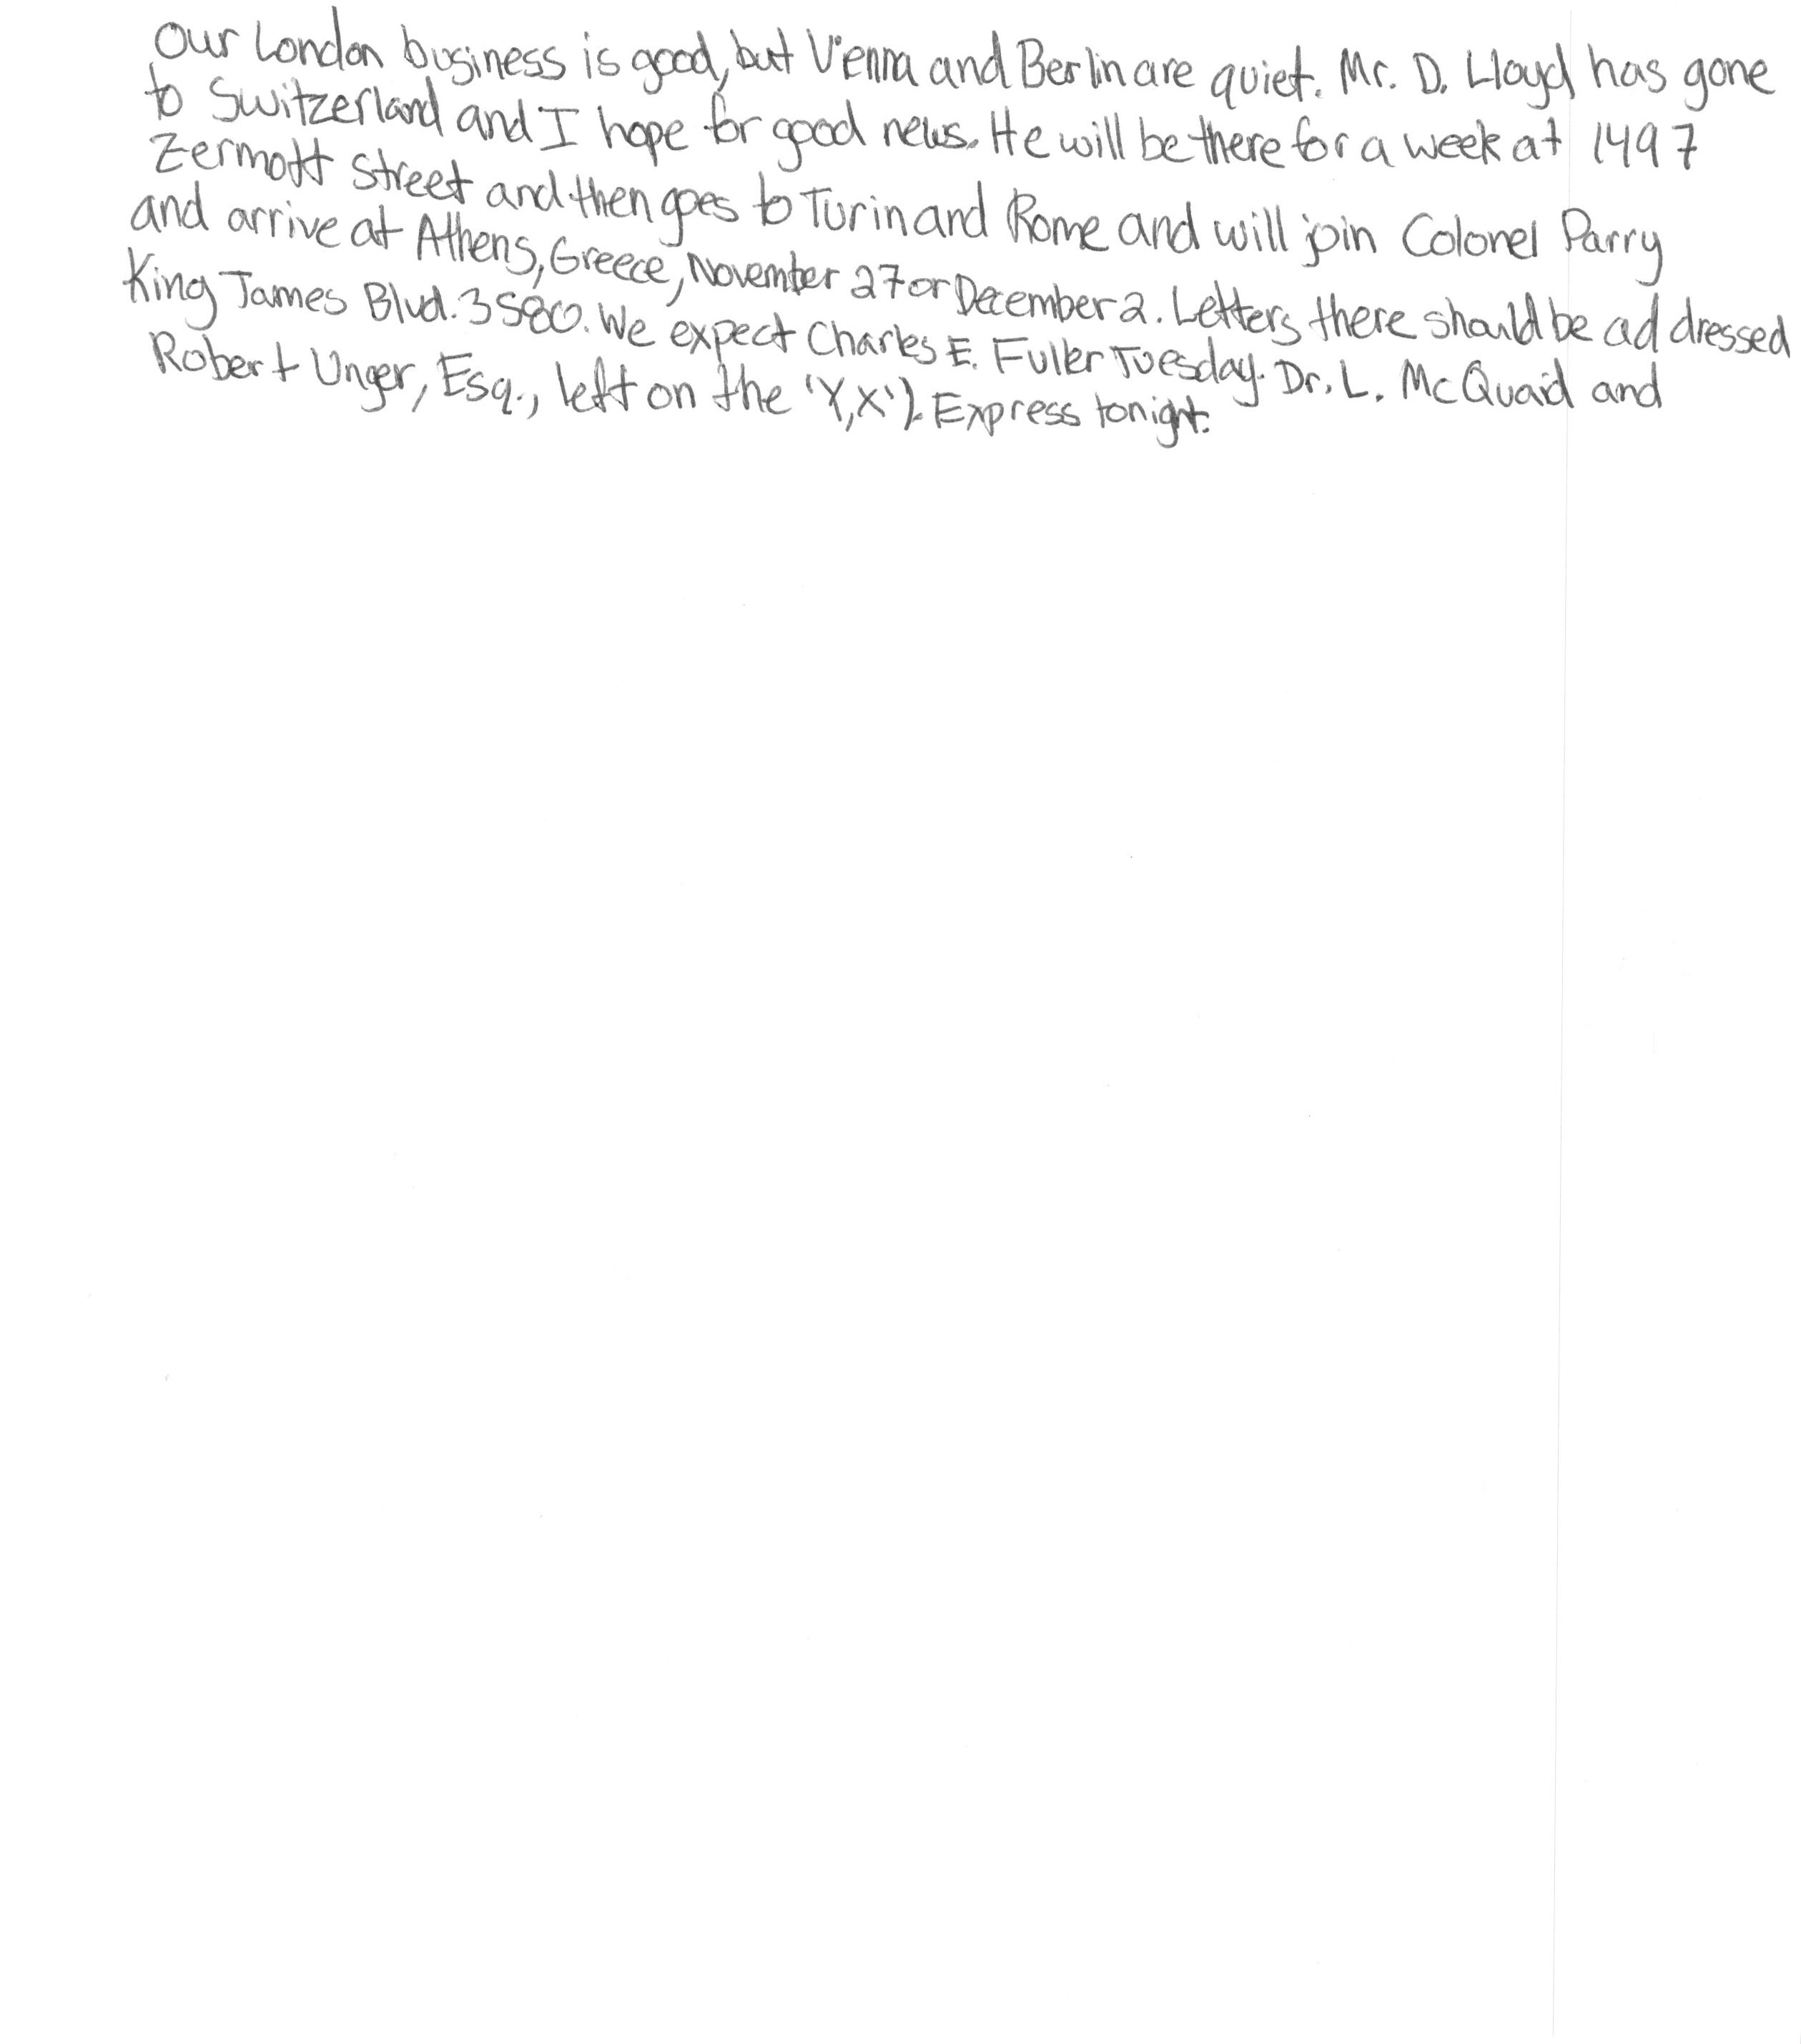 Our London business is good, but Vienna and Berlin are quiet. Mr. D. Lloyd has gone
to Switzerland and I hope for good news. He will be there for a week at 1497
Zermott Street and then goes to Turin and Rome and will join Colonel Parry
and arrive at Athens, Greece, November 27 or December 2. Letters there should be addressed
King James Blvd. 3580. We expect Charles E. Fuller Tuesday. Dr. L. McQuaid and
Robert Unger, Esq., left on the 'Y,X'). Express tonight.